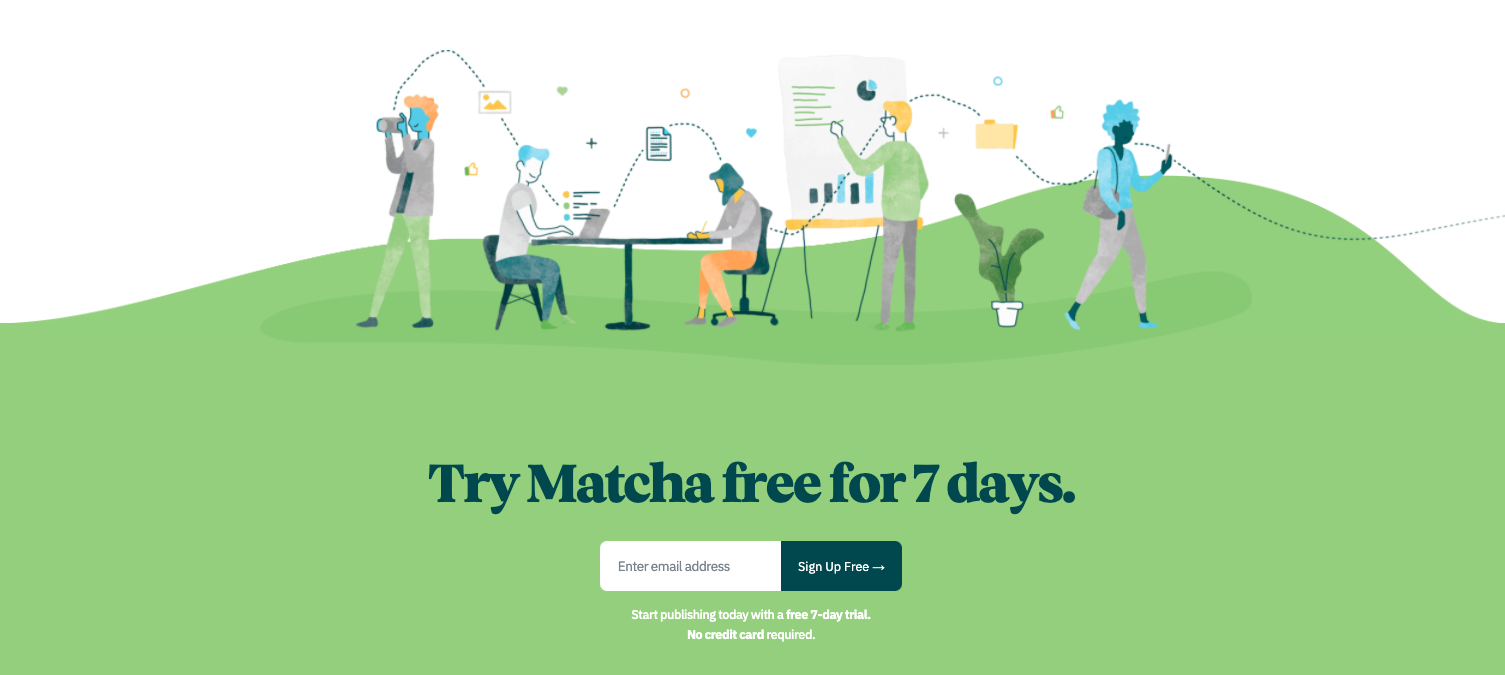 Try Matcha free for 7 days.
Enter email address
Sign Up Free →
Start publishing today with a free 7-day trial.
No credit card required.